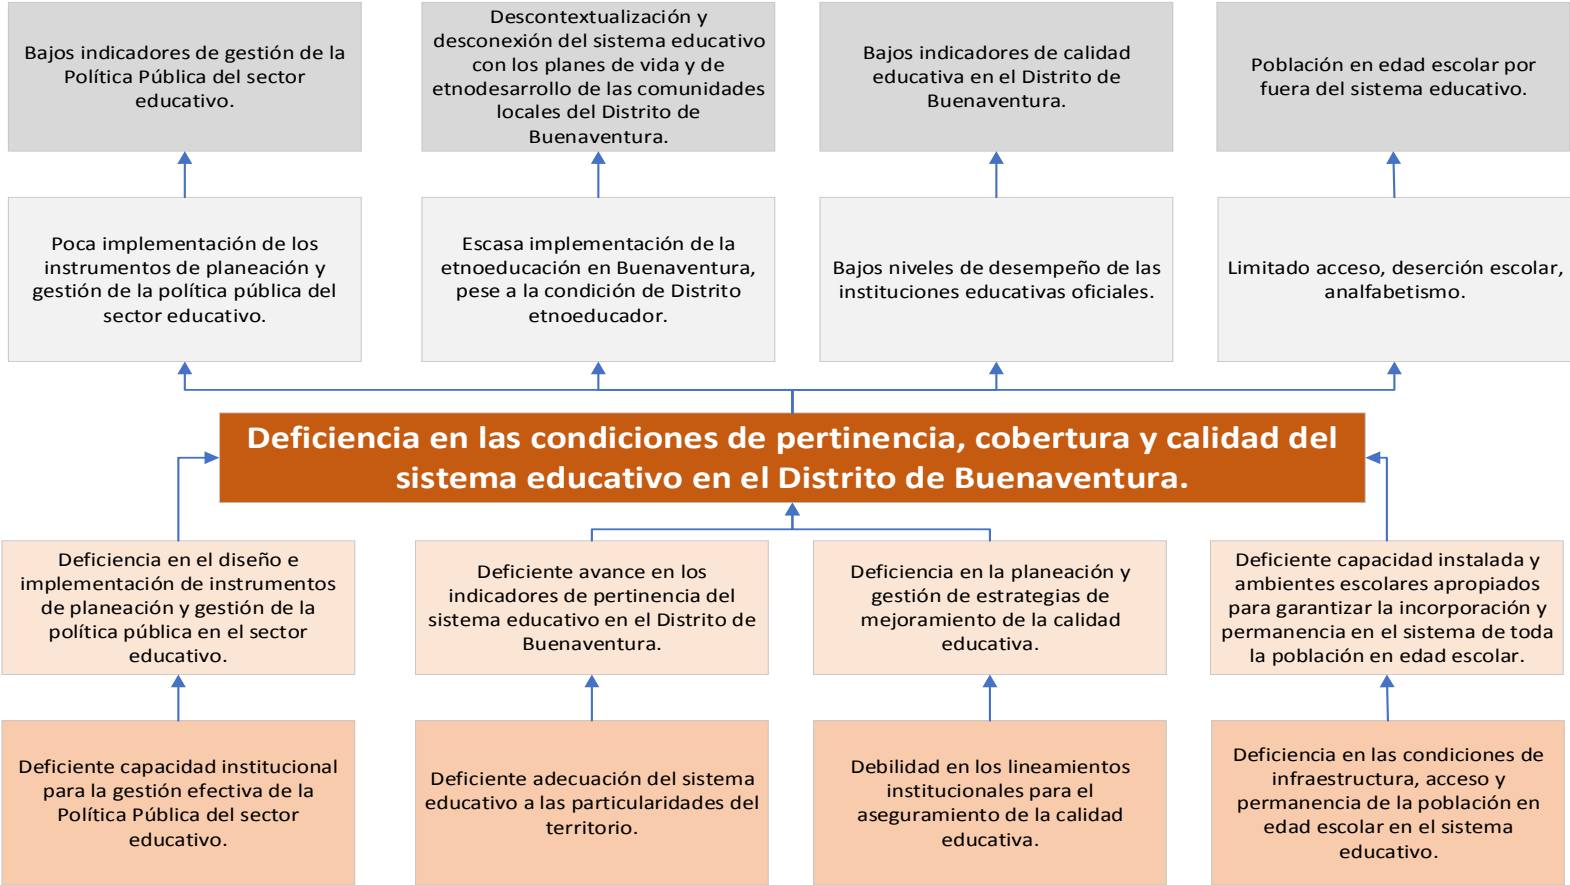 Bajos indicadores de gestión de la
Política Pública del sector
educativo.
Descontextualización y
desconexión del sistema educativo
con los planes de vida y de
etnodesarrollo de las comunidades
locales del Distrito de
Buenaventura.
Bajos indicadores de calidad
educativa en el Distrito de
Buenaventura.
Población en edad escolar por
fuera del sistema educativo.
Poca implementación de los
instrumentos de planeación y
gestión de la política pública del
sector educativo.
Escasa implementación de la
etnoeducación en Buenaventura,
pese a la condición de Distrito
etnoeducador.
Bajos niveles de desempeño de las
instituciones educativas oficiales.
Limitado acceso, deserción escolar,
analfabetismo.
Deficiencia en las condiciones de pertinencia, cobertura y calidad del
sistema educativo en el Distrito de Buenaventura.
Deficiencia en el diseño e
implementación de instrumentos
de planeación y gestión de la
política pública en el sector
educativo.
Deficiente avance en los
indicadores de pertinencia del
sistema educativo en el Distrito de
Buenaventura.
Deficiencia en la planeación y
gestión de estrategias de
mejoramiento de la calidad
educativa.
Deficiente capacidad instalada y
ambientes escolares apropiados
para garantizar la incorporación y
permanencia en el sistema de toda
la población en edad escolar.
Deficiente capacidad institucional
para la gestión efectiva de la
Política Pública del sector
educativo.
Deficiente adecuación del sistema
educativo a las particularidades del
territorio.
Debilidad en los lineamientos
institucionales para el
aseguramiento de la calidad
educativa.
Deficiencia en las condiciones de
infraestructura, acceso y
permanencia de la población en
edad escolar en el sistema
educativo.